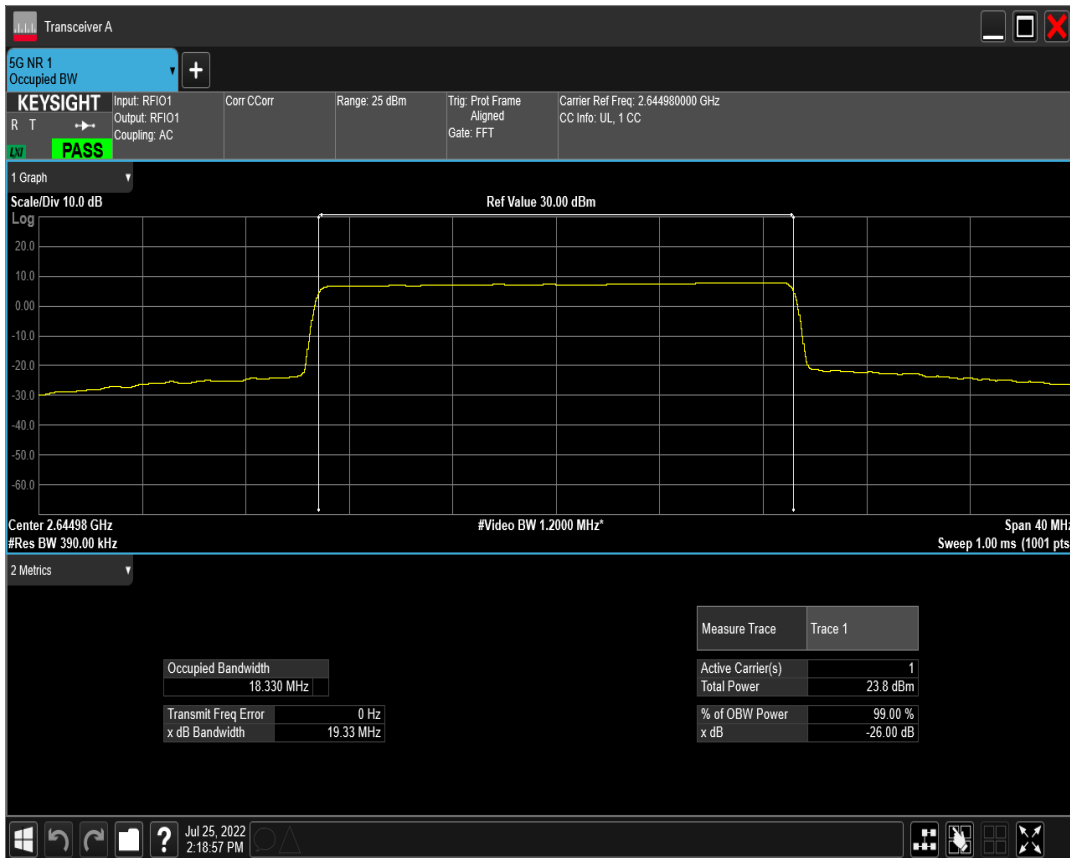 Transceiver A
5G NR 1
Occupied BW
+
KEYSIGHT
R T
LXI
PASS
Input: RFIO1
Output: RFIO1
Coupling: AC
Corr CCorr
Range: 25 dBm
Trig: Prot Frame
Aligned
Gate: FFT
Carrier Ref Freq: 2.644980000 GHz
CC Info: UL, 1 CC
1 Graph
Scale/Div 10.0 dB
Ref Value 30.00 dBm
Log
20.0
10.0
0.00
-10.0
-20.0
-30.0
-40.0
-50.0
-60.0
Center 2.64498 GHz
#Video BW 1.2000 MHz*
Span 40 MHz
#Res BW 390.00 kHz
Sweep 1.00 ms (1001 pts
2 Metrics
Measure Trace Trace 1
Occupied Bandwidth
18.330 MHz
Active Carrier(s) 1
Total Power 23.8 dBm
Transmit Freq Error 0 Hz
x dB Bandwidth 19.33 MHz
% of OBW Power 99.00 %
x dB -26.00 dB
?
Jul 25, 2022
2:18:57 PM